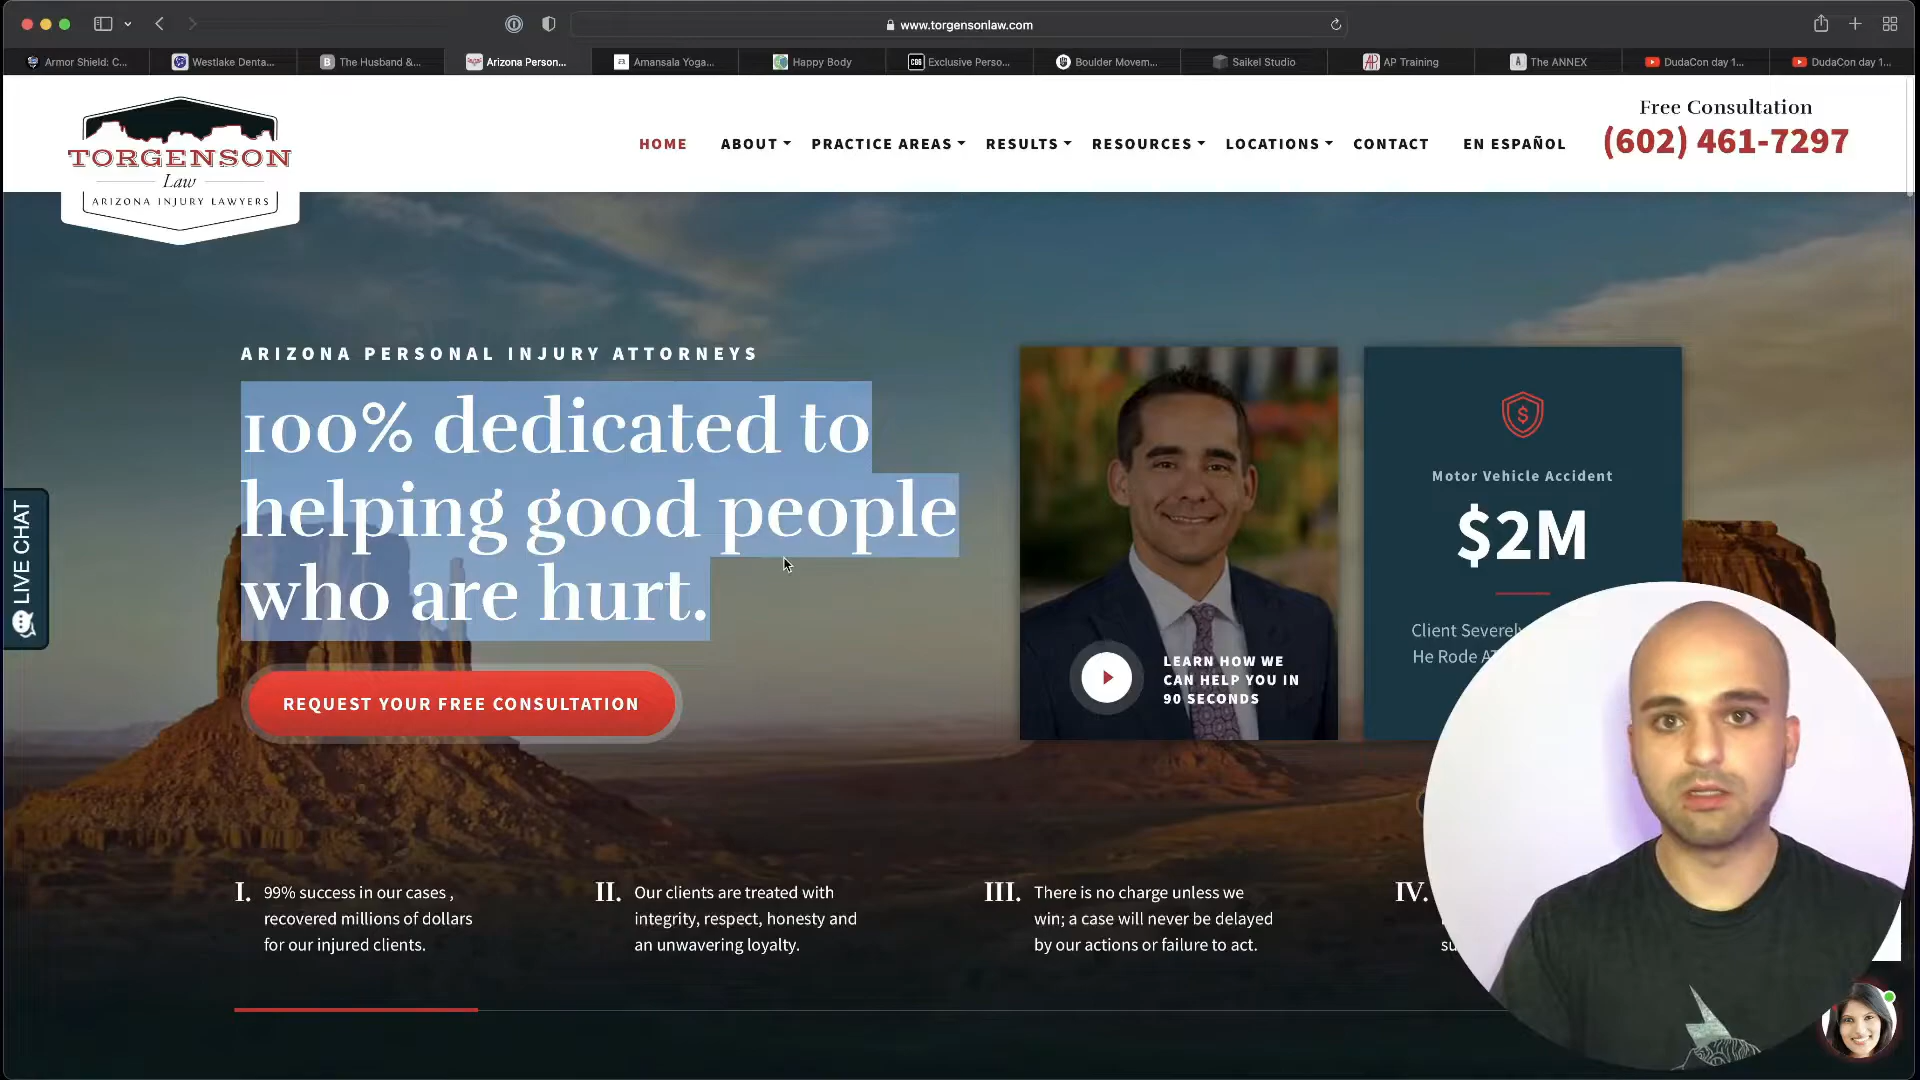 www.torgensonlaw.com
Armor Shield: C...
Westlake Denta...
The Husband &...
Arizona Person...
Amansala Yoga...
Happy Body
Exclusive Perso...
Boulder Movem...
Saikel Studio
AP Training
The ANNEX
DudaCon day 1...
DudaCon day 1...
TORGENSON
Law
ARIZONA INJURY LAWYERS
HOME
ABOUT
PRACTICE AREAS
RESULTS
RESOURCES
LOCATIONS
CONTACT
EN ESPAÑOL
Free Consultation
(602) 461-7297
LIVE CHAT
ARIZONA PERSONAL INJURY ATTORNEYS
100% dedicated to
helping good people
who are hurt.
REQUEST YOUR FREE CONSULTATION
LEARN HOW WE
CAN HELP YOU IN
90 SECONDS
Motor Vehicle Accident
$2M
Client Severely
He Rode
I. 99% success in our cases ,
recovered millions of dollars
for our injured clients.
II. Our clients are treated with
integrity, respect, honesty and
an unwavering loyalty.
III. There is no charge unless we
win; a case will never be delayed
by our actions or failure to act.
IV.
su